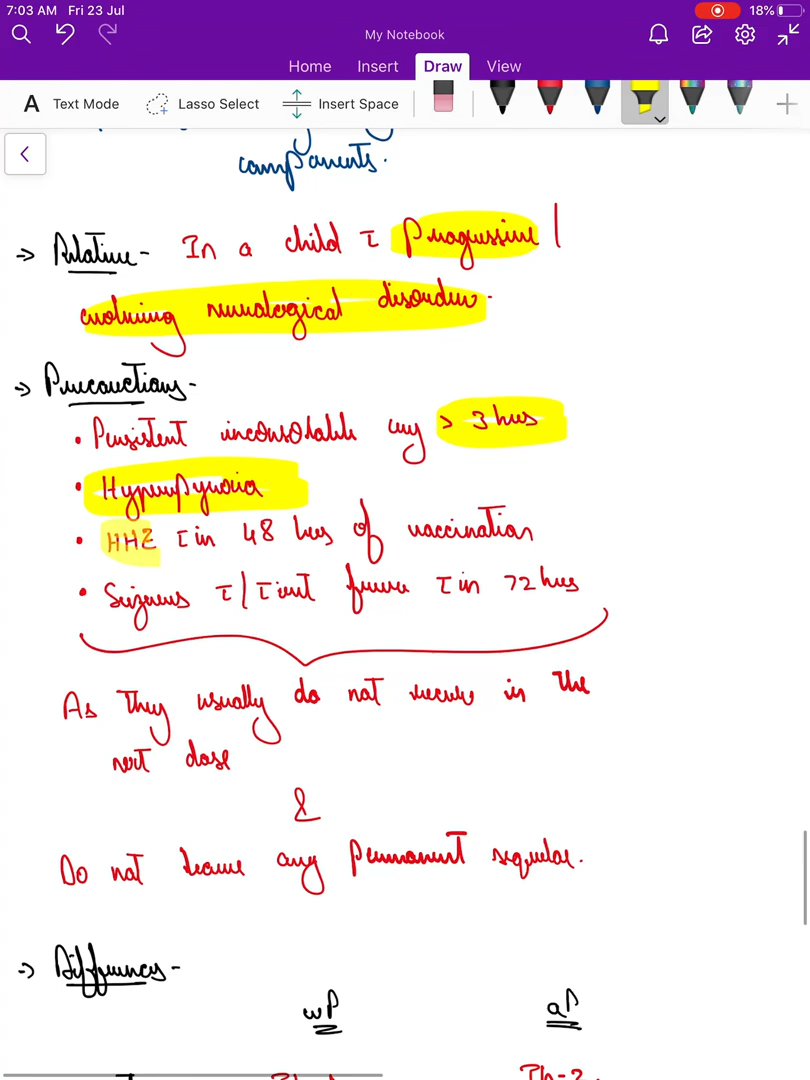 7:03 AM Fri 23 Jul
18%
My Notebook
Home Insert Draw View
A Text Mode Lasso Select Insert Space
components.
⇒ Relative - In a child c̄ Progressive /
evolving neurological disorder.
⇒ Precautions -
• Persistent inconsolable cry > 3 hrs
• Hyperpyrexia
• HHE c̄ in 48 hrs of vaccination
• Seizures c̄ / c̄out fever c̄ in 72 hrs
As They usually do not recur in the
next dose
&
Do not leave any permanent sequelae.
⇒ Differences -
wP aP
Th-2